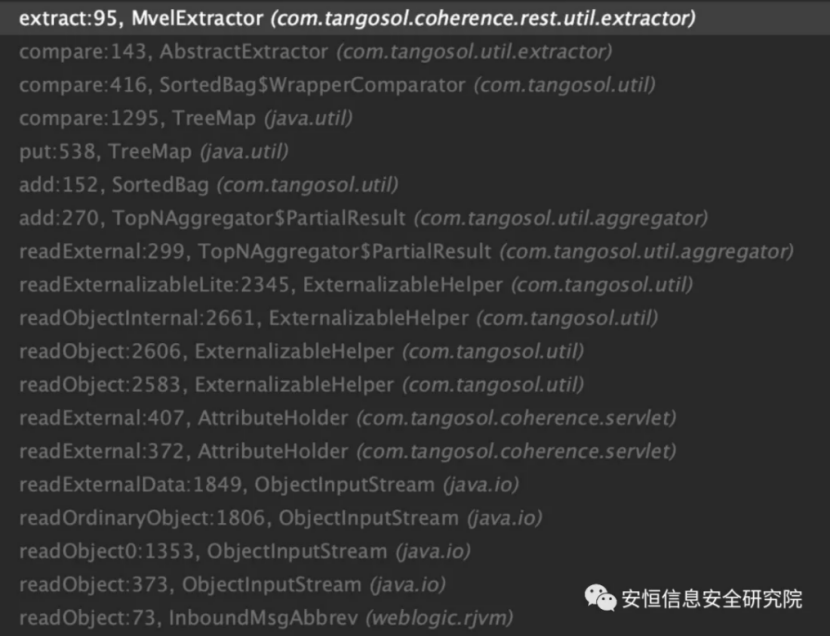 extract:95, MvelExtractor (com.tangosol.coherence.rest.util.extractor)
compare:143, AbstractExtractor (com.tangosol.util.extractor)
compare:416, SortedBag$WrapperComparator (com.tangosol.util)
compare:1295, TreeMap (java.util)
put:538, TreeMap (java.util)
add:152, SortedBag (com.tangosol.util)
add:270, TopNAggregator$PartialResult (com.tangosol.util.aggregator)
readExternal:299, TopNAggregator$PartialResult (com.tangosol.util.aggregator)
readExternalizableLite:2345, ExternalizableHelper (com.tangosol.util)
readObjectInternal:2661, ExternalizableHelper (com.tangosol.util)
readObject:2606, ExternalizableHelper (com.tangosol.util)
readObject:2583, ExternalizableHelper (com.tangosol.util)
readExternal:407, AttributeHolder (com.tangosol.coherence.servlet)
readExternal:372, AttributeHolder (com.tangosol.coherence.servlet)
readExternalData:1849, ObjectInputStream (java.io)
readOrdinaryObject:1806, ObjectInputStream (java.io)
readObject0:1353, ObjectInputStream (java.io)
readObject:373, ObjectInputStream (java.io)
readObject:73, InboundMsgAbbrev (weblogic.rjvm)
安恒信息安全研究院